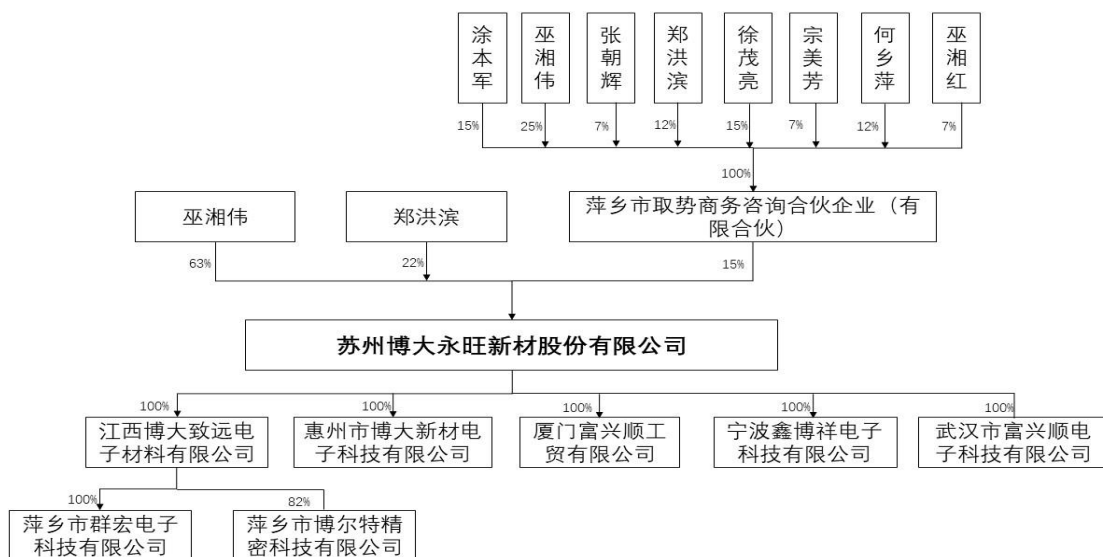 涂本军
巫湘伟
张朝辉
郑洪滨
徐茂亮
宗美芳
何乡萍
巫湘红
15%
25%
7%
12%
15%
7%
12%
7%
100%
巫湘伟
郑洪滨
萍乡市取势商务咨询合伙企业（有
限合伙）
63%
22%
15%
苏州博大永旺新材股份有限公司
100%
100%
100%
100%
100%
江西博大致远电
子材料有限公司
惠州市博大新材电
子科技有限公司
厦门富兴顺工
贸有限公司
宁波鑫博祥电子
科技有限公司
武汉市富兴顺电
子科技有限公司
100%
82%
萍乡市群宏电子
科技有限公司
萍乡市博尔特精
密科技有限公司